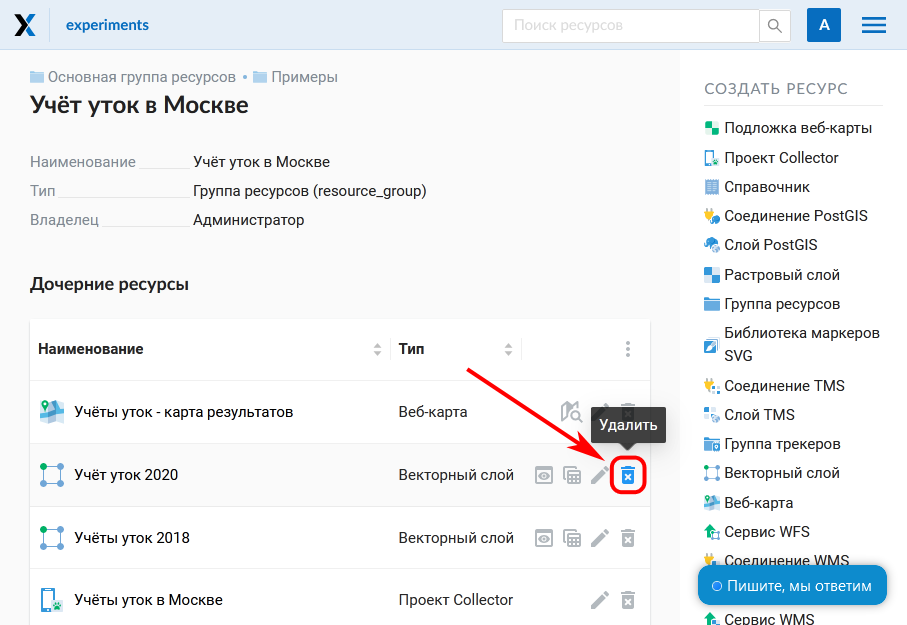 experiments
Поиск ресурсов
A
Основная группа ресурсов • Примеры
Учёт уток в Москве
Наименование Учёт уток в Москве
Тип Группа ресурсов (resource_group)
Владелец Администратор
Дочерние ресурсы
Наименование Тип
Учёты уток - карта результатов Веб-карта
Удалить
Учёт уток 2020 Векторный слой
Учёты уток 2018 Векторный слой
Учёты уток в Москве Проект Collector
СОЗДАТЬ РЕСУРС
Подложка веб-карты
Проект Collector
Справочник
Соединение PostGIS
Слой PostGIS
Растровый слой
Группа ресурсов
Библиотека маркеров
SVG
Соединение TMS
Слой TMS
Группа трекеров
Векторный слой
Веб-карта
Сервис WFS
Соединение WMS
Пишите, мы ответим
Сервис WMS